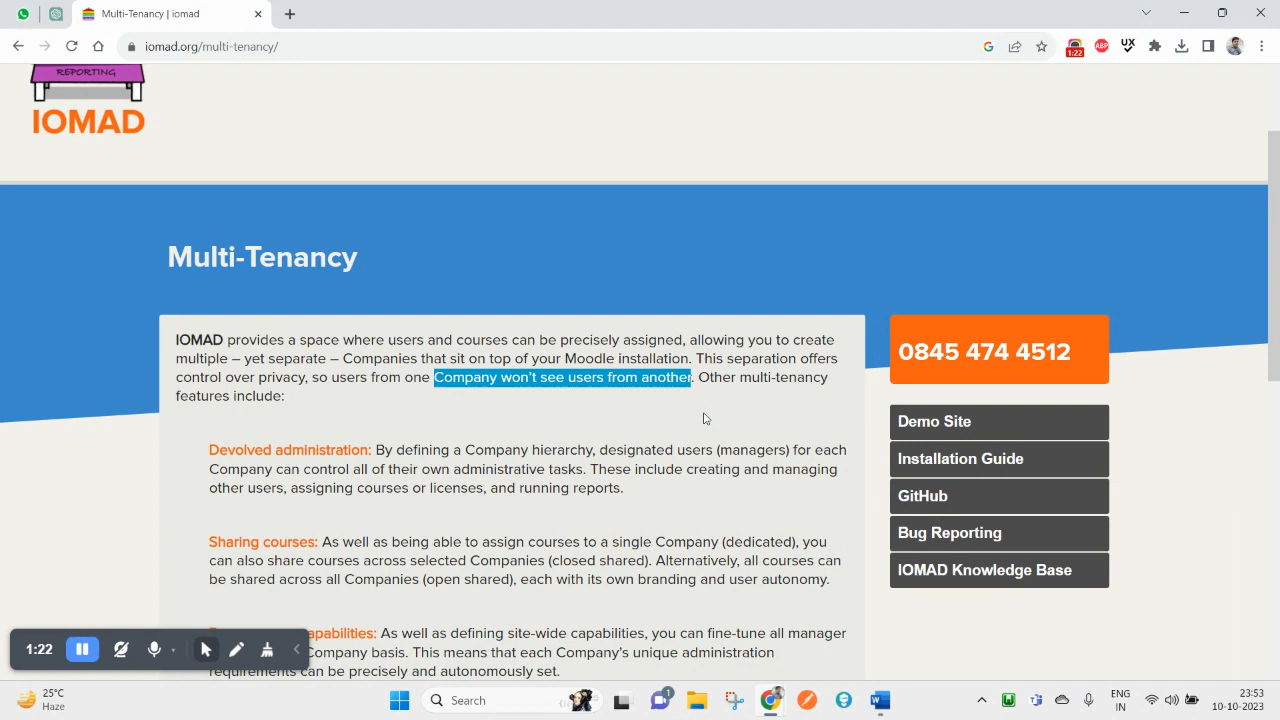 Multi-Tenancy | iomad
iomad.org/multi-tenancy/
1:22
ABP
UX
REPORTING
IOMAD
Multi-Tenancy
IOMAD provides a space where users and courses can be precisely assigned, allowing you to create
multiple – yet separate – Companies that sit on top of your Moodle installation. This separation offers
control over privacy, so users from one Company won't see users from another. Other multi-tenancy
features include:
Devolved administration: By defining a Company hierarchy, designated users (managers) for each
Company can control all of their own administrative tasks. These include creating and managing
other users, assigning courses or licenses, and running reports.
Sharing courses: As well as being able to assign courses to a single Company (dedicated), you
can also share courses across selected Companies (closed shared). Alternatively, all courses can
be shared across all Companies (open shared), each with its own branding and user autonomy.
apabilities: As well as defining site-wide capabilities, you can fine-tune all manager
Company basis. This means that each Company's unique administration
requirements can be precisely and autonomously set.
0845 474 4512
Demo Site
Installation Guide
GitHub
Bug Reporting
IOMAD Knowledge Base
1:22
25°C
Haze
Search
1
ENG
IN
23:53
10-10-2023